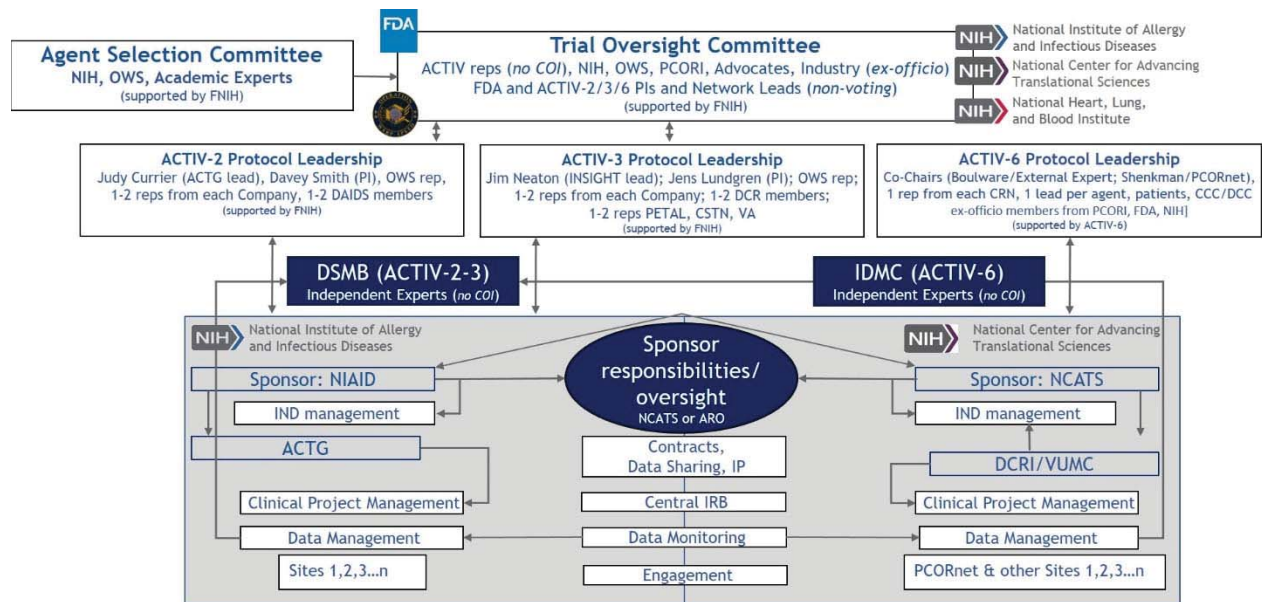 FDA
Agent Selection Committee
NIH, OWS, Academic Experts
(supported by FNIH)
Trial Oversight Committee
ACTIV reps (no COI), NIH, OWS, PCORI, Advocates, Industry (ex-officio)
FDA and ACTIV-2/3/6 PIs and Network Leads (non-voting)
(supported by FNIH)
NIH National Institute of Allergy
and Infectious Diseases
NIH National Center for Advancing
Translational Sciences
NIH National Heart, Lung,
and Blood Institute
ACTIV-2 Protocol Leadership
Judy Currier (ACTG lead), Davey Smith (PI), OWS rep,
1-2 reps from each Company, 1-2 DAIDS members
(supported by FNIH)
ACTIV-3 Protocol Leadership
Jim Neaton (INSIGHT lead); Jens Lundgren (PI); OWS rep;
1-2 reps from each Company; 1-2 DCR members;
1-2 reps PETAL, CSTN, VA
(supported by FNIH)
ACTIV-6 Protocol Leadership
Co-Chairs (Boulware/External Expert; Shenkman/PCORnet),
1 rep from each CRN, 1 lead per agent, patients, CCC/DCC
ex-officio members from PCORI, FDA, NIH]
(supported by ACTIV-6)
DSMB (ACTIV-2-3)
Independent Experts (no COI)
IDMC (ACTIV-6)
Independent Experts (no COI)
NIH National Institute of Allergy
and Infectious Diseases
Sponsor: NIAID
IND management
ACTG
Clinical Project Management
Data Management
Sites 1,2,3...n
Sponsor
responsibilities/
oversight
NCATS or ARO
Contracts,
Data Sharing, IP
Central IRB
Data Monitoring
Engagement
NIH National Center for Advancing
Translational Sciences
Sponsor: NCATS
IND management
DCRI/VUMC
Clinical Project Management
Data Management
PCORnet & other Sites 1,2,3...n